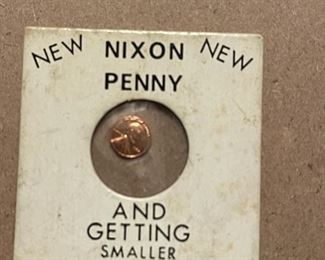 NEW NIXON NEW
PENNY
AND
GETTING
SMALLER